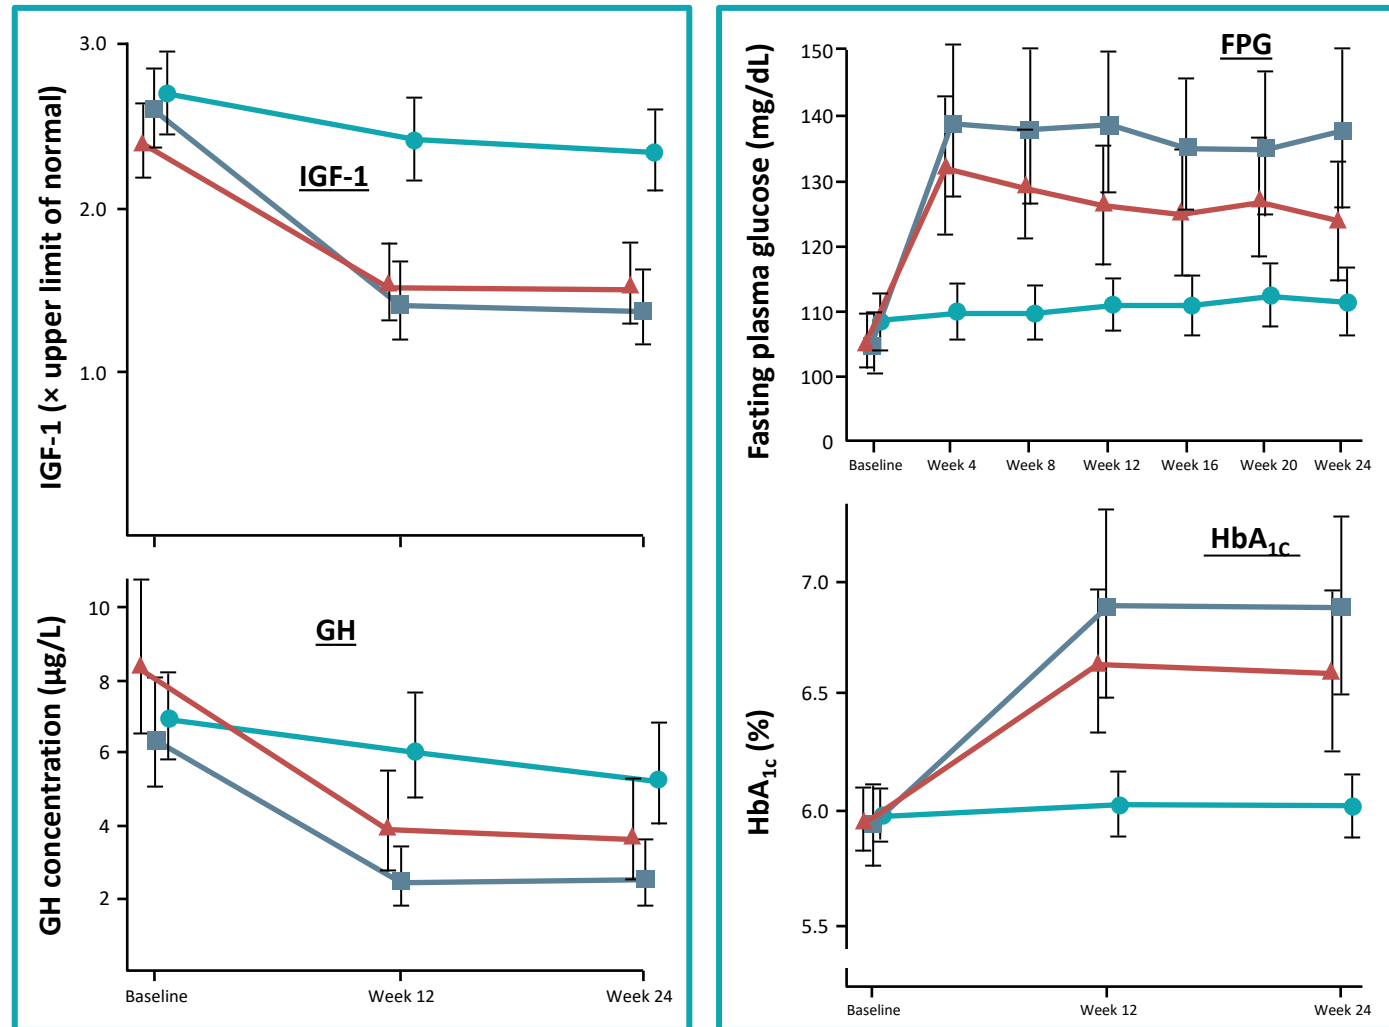 IGF-1 (× upper limit of normal)
3.0
2.0
1.0
IGF-1
GH concentration (µg/L)
10
8
6
4
2
GH
Baseline Week 12 Week 24
Fasting plasma glucose (mg/dL)
150
140
130
120
110
100
0
FPG
Baseline Week 4 Week 8 Week 12 Week 16 Week 20 Week 24
HbA1c (%)
7.0
6.5
6.0
5.5
HbA1C
Baseline Week 12 Week 24